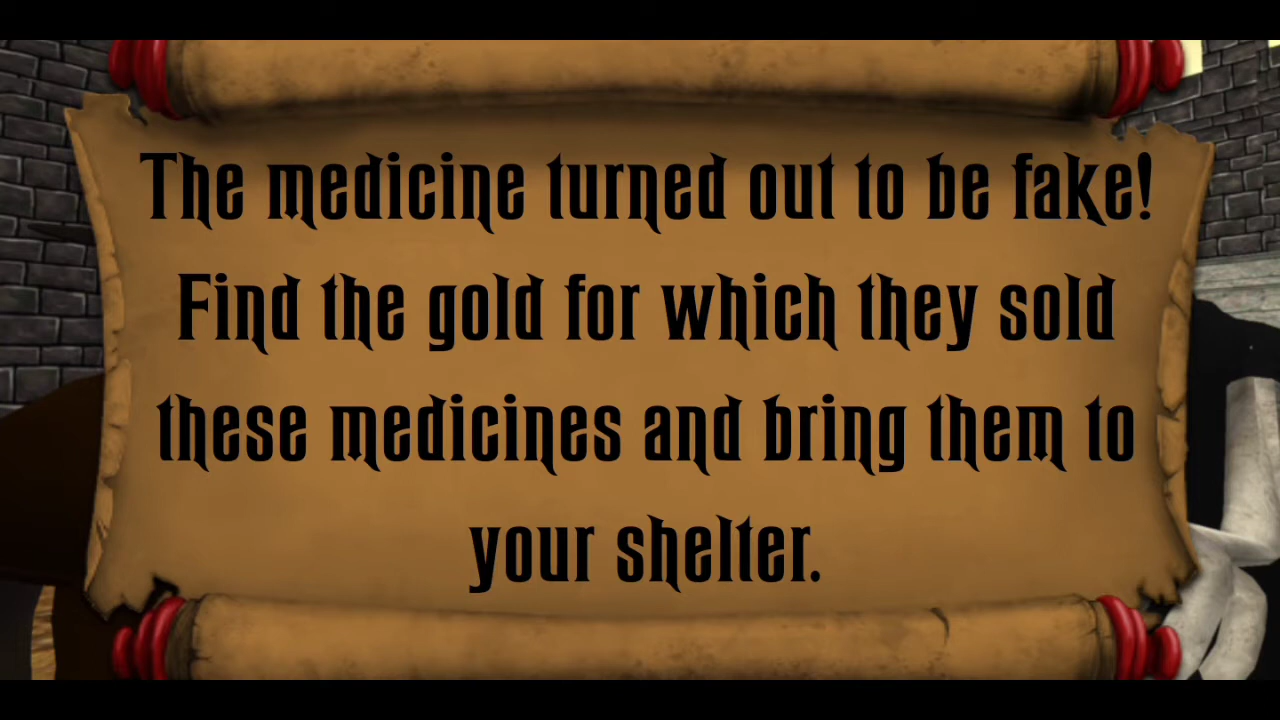 The medicine turned out to be fake!
Find the gold for which they sold
these medicines and bring them to
your shelter.